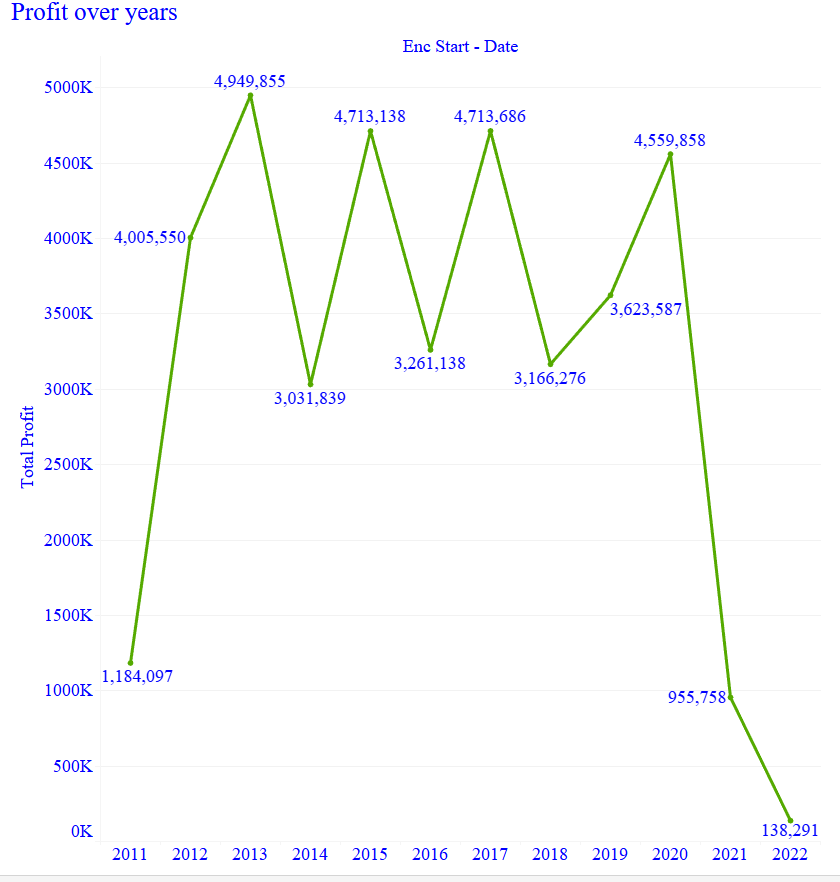 Profit over years
Enc Start - Date
5000K
4500K
4000K
3500K
3000K
2500K
2000K
1500K
1000K
500K
0K
Total Profit
1,184,097
4,005,550
4,949,855
3,031,839
4,713,138
3,261,138
4,713,686
3,166,276
3,623,587
4,559,858
955,758
138,291
2011 2012 2013 2014 2015 2016 2017 2018 2019 2020 2021 2022